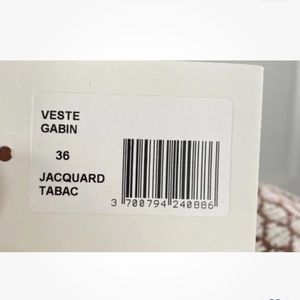 VESTE
GABIN
36
JACQUARD
TABAC
3 700794 240886